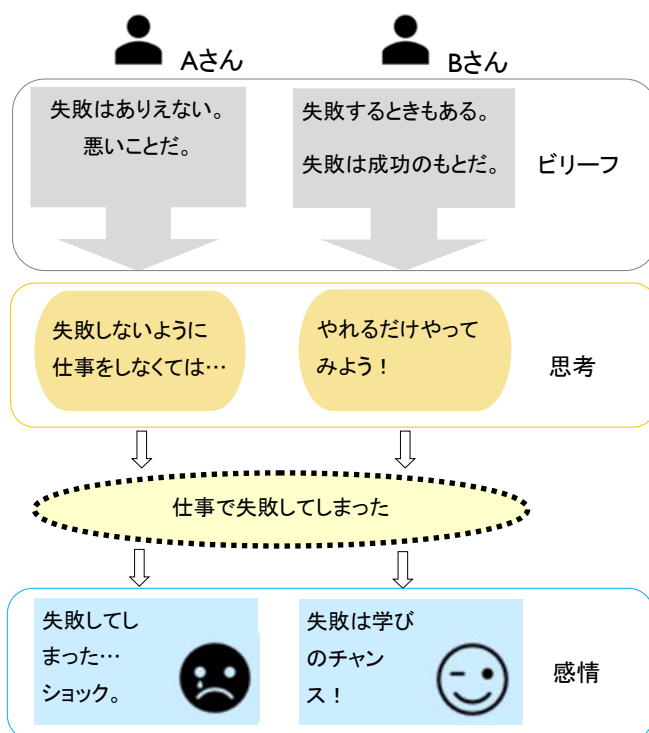 Aさん
Bさん
失敗はありえない。
悪いことだ。
失敗するときもある。
失敗は成功のもとだ。
ビリーフ
失敗しないように
仕事をしなくては…
やれるだけやって
みよう！
思考
仕事で失敗してしまった
失敗してし
まった…
ショック。
失敗は学び
のチャン
ス！
感情